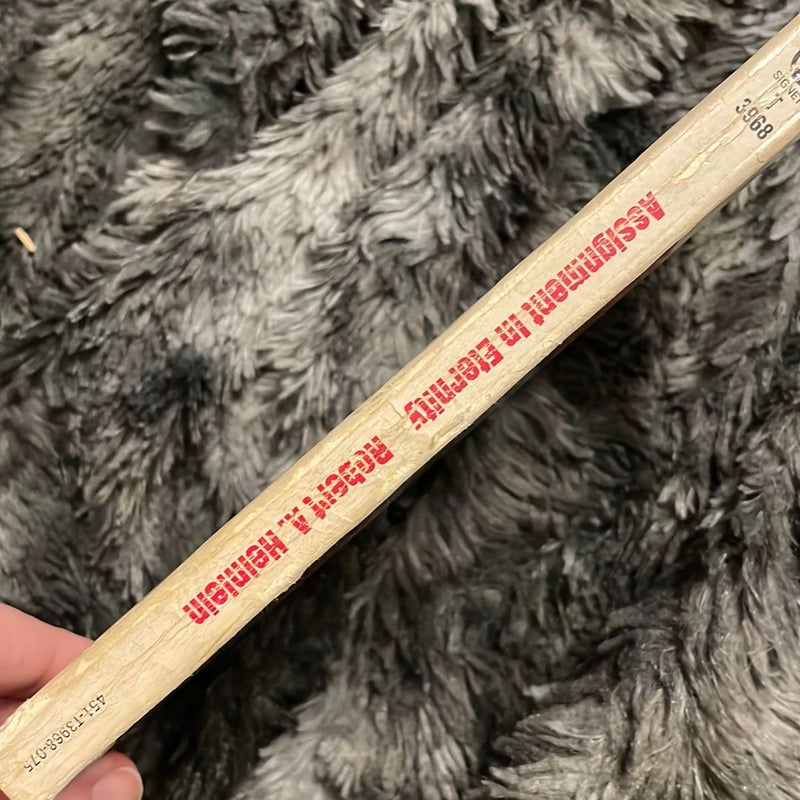 SIGNET
T
3968
Assignment In Eternity
Robert A. Heinlein
451-T3968-075